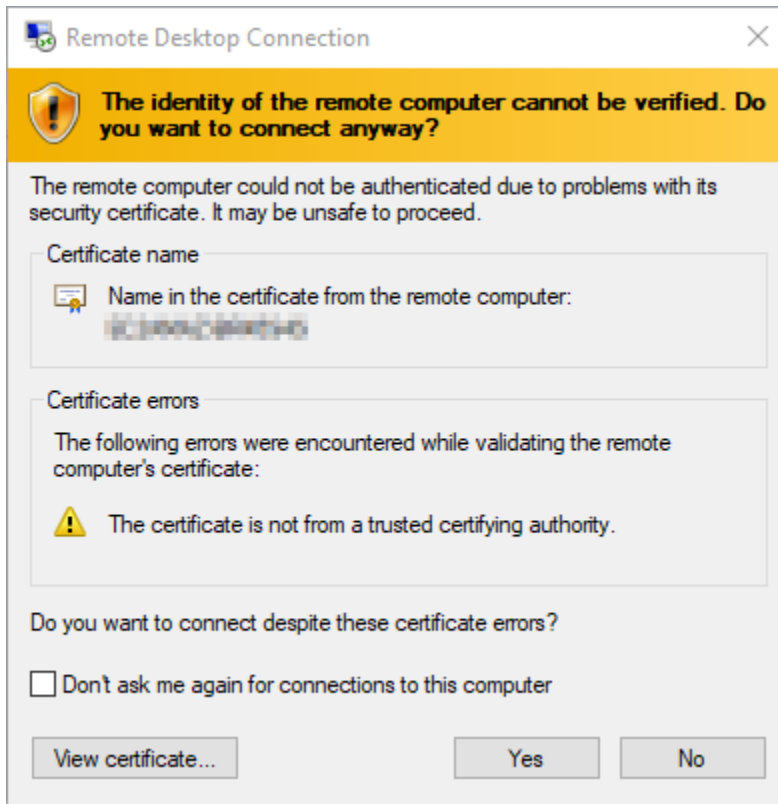 Remote Desktop Connection
The identity of the remote computer cannot be verified. Do
you want to connect anyway?
The remote computer could not be authenticated due to problems with its
security certificate. It may be unsafe to proceed.
Certificate name
Name in the certificate from the remote computer:
Certificate errors
The following errors were encountered while validating the remote
computer's certificate:
The certificate is not from a trusted certifying authority.
Do you want to connect despite these certificate errors?
Don't ask me again for connections to this computer
View certificate...
Yes
No